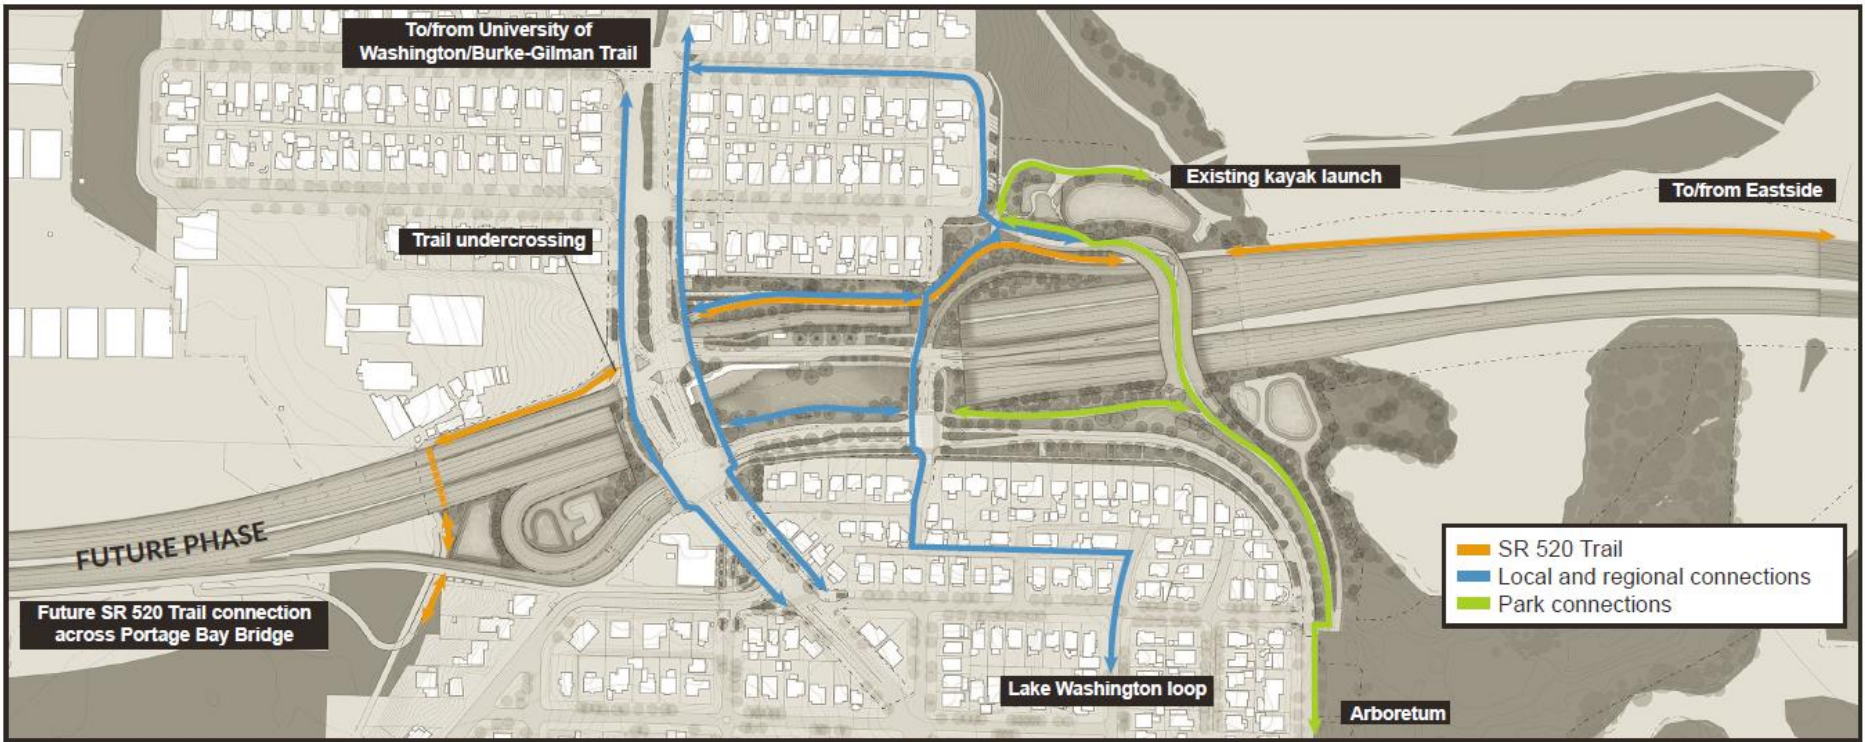 To/from University of
Washington/Burke-Gilman Trail
Existing kayak launch
To/from Eastside
Trail undercrossing
FUTURE PHASE
Future SR 520 Trail connection
across Portage Bay Bridge
SR 520 Trail
Local and regional connections
Park connections
Lake Washington loop
Arboretum